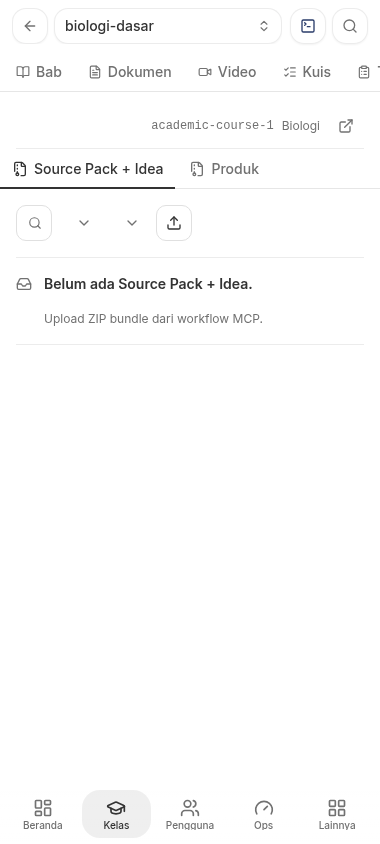 biologi-dasar
Bab Dokumen Video Kuis
academic-course-1 Biologi
Source Pack + Idea Produk
Belum ada Source Pack + Idea.
Upload ZIP bundle dari workflow MCP.
Beranda Kelas Pengguna Ops Lainnya